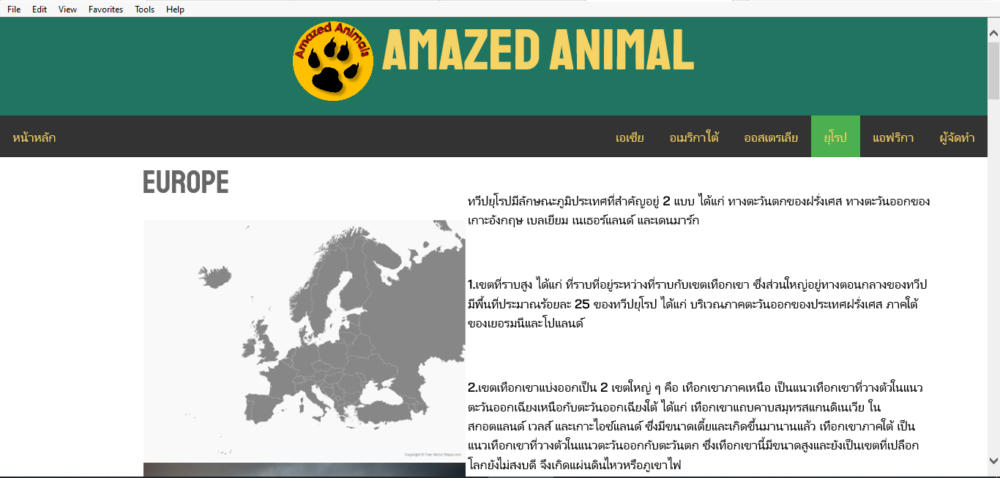 File Edit View Favorites Tools Help
Amazed Animals
AMAZED ANIMAL
หน้าหลัก เอเชีย อเมริกาใต้ ออสเตรเลีย ยุโรป แอฟริกา ผู้จัดทำ
EUROPE
ทวีปยุโรปมีลักษณะภูมิประเทศที่สำคัญอยู่ 2 แบบ ได้แก่ ทางตะวันตกของฝรั่งเศส ทางตะวันออกของ
เกาะอังกฤษ เบลเยียม เนเธอร์แลนด์ และเดนมาร์ก
1.เขตที่ราบสูง ได้แก่ ที่ราบที่อยู่ระหว่างที่ราบกับเขตเทือกเขา ซึ่งส่วนใหญ่อยู่ทางตอนกลางของทวีป
มีพื้นที่ประมาณร้อยละ 25 ของทวีปยุโรป ได้แก่ บริเวณภาคตะวันออกของประเทศฝรั่งเศส ภาคใต้
ของเยอรมนีและโปแลนด์
2.เขตเทือกเขาแบ่งออกเป็น 2 เขตใหญ่ ๆ คือ เทือกเขาภาคเหนือ เป็นแนวเทือกเขาที่วางตัวในแนว
ตะวันออกเฉียงเหนือกับตะวันออกเฉียงใต้ ได้แก่ เทือกเขาแถบคาบสมุทรสแกนดิเนเวีย ใน
สกอตแลนด์ เวลส์ และเกาะไอซ์แลนด์ ซึ่งมีขนาดเตี้ยและเกิดขึ้นมานานแล้ว เทือกเขาภาคใต้ เป็น
แนวเทือกเขาที่วางตัวในแนวตะวันออกกับตะวันตก ซึ่งเทือกเขานี้มีขนาดสูงและยังเป็นเขตที่เปลือก
โลกยังไม่สงบดี จึงเกิดแผ่นดินไหวหรือภูเขาไฟ
Copyright © Free Vector Maps.com